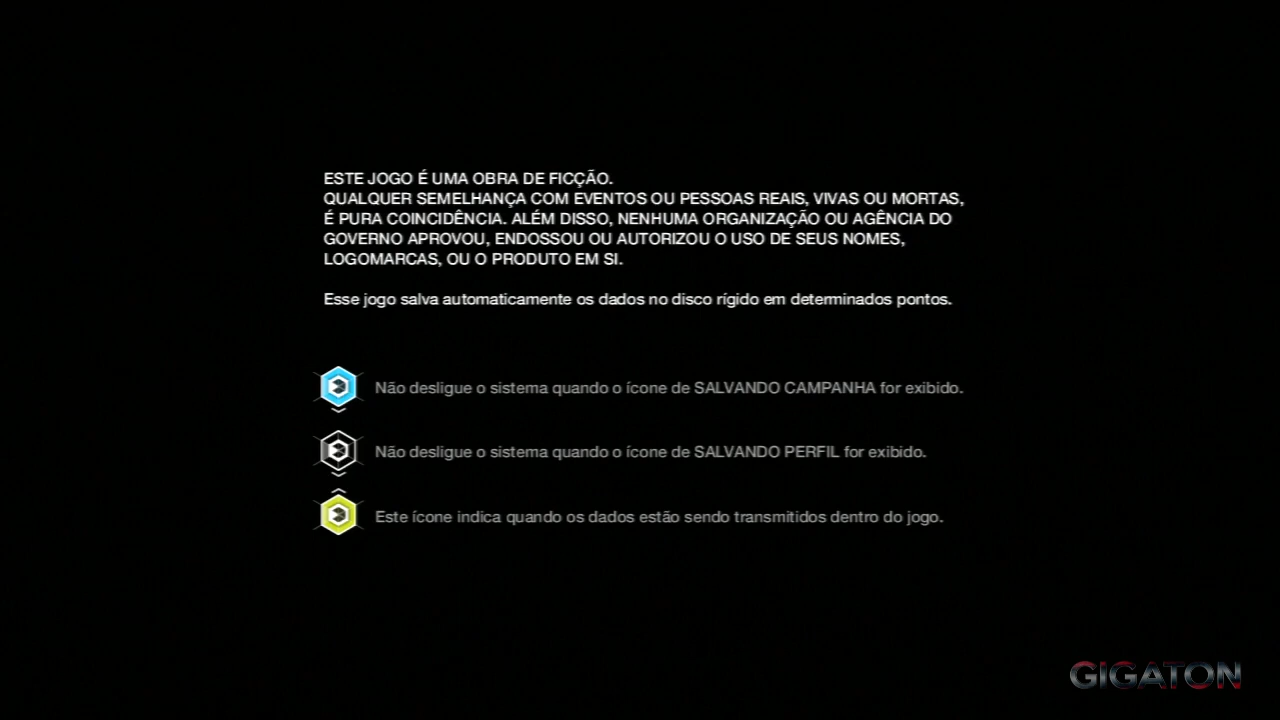 ESTE JOGO É UMA OBRA DE FICÇÃO.
QUALQUER SEMELHANÇA COM EVENTOS OU PESSOAS REAIS, VIVAS OU MORTAS,
É PURA COINCIDÊNCIA. ALÉM DISSO, NENHUMA ORGANIZAÇÃO OU AGÊNCIA DO
GOVERNO APROVOU, ENDOSSOU OU AUTORIZOU O USO DE SEUS NOMES,
LOGOMARCAS, OU O PRODUTO EM SI.
Esse jogo salva automaticamente os dados no disco rígido em determinados pontos.
Não desligue o sistema quando o ícone de SALVANDO CAMPANHA for exibido.
Não desligue o sistema quando o ícone de SALVANDO PERFIL for exibido.
Este ícone indica quando os dados estão sendo transmitidos dentro do jogo.
GIGATON